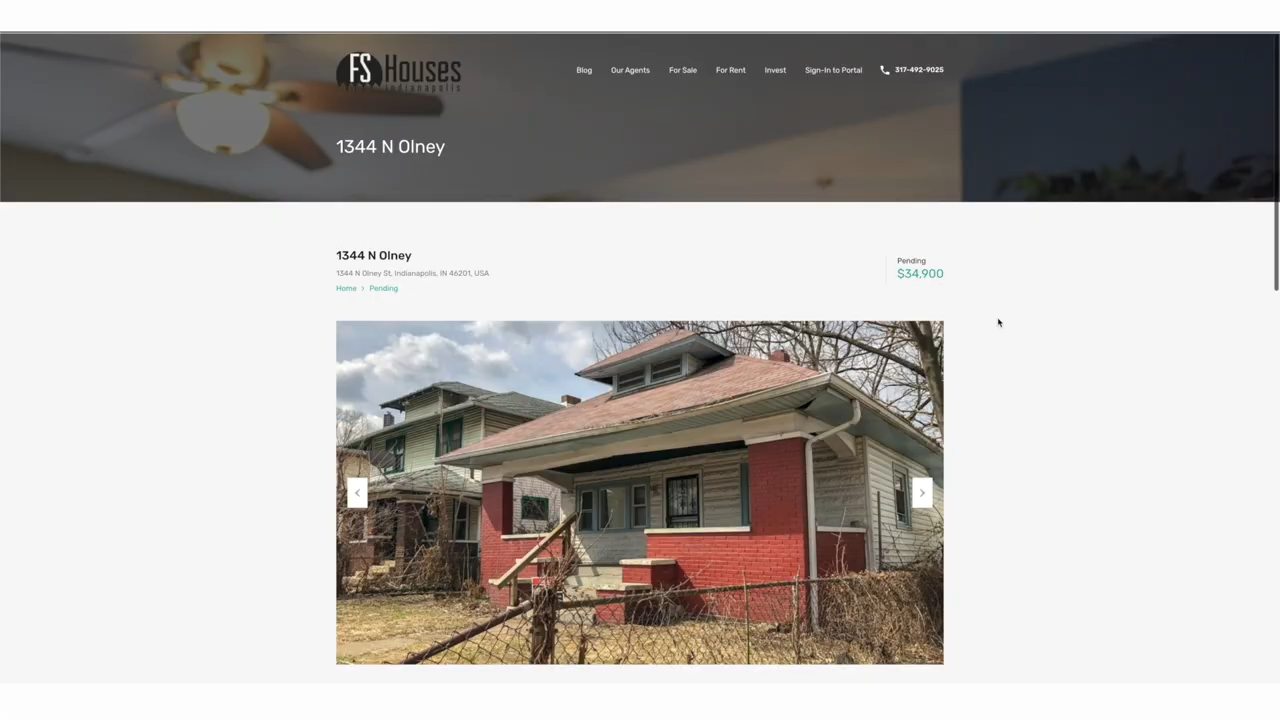 FS Houses
Indianapolis
Blog
Our Agents
For Sale
For Rent
Invest
Sign-In to Portal
317-492-9025
1344 N Olney
1344 N Olney
1344 N Olney St, Indianapolis, IN 46201, USA
Home > Pending
Pending
$34,900